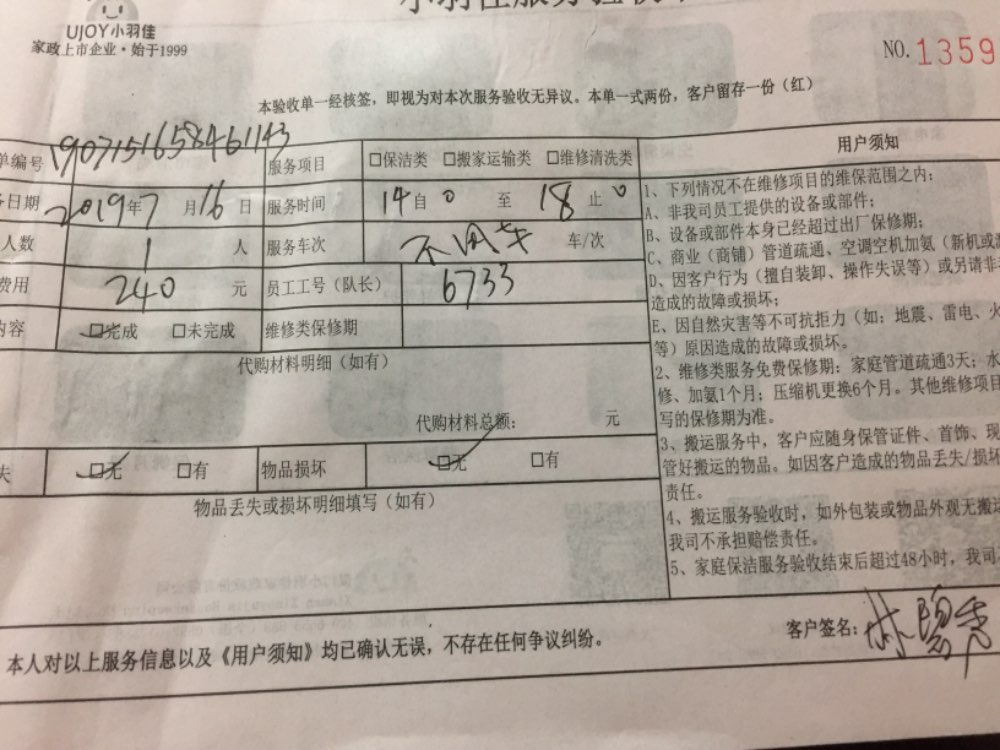 UJOY小羽佳
家政上市企业·始于1999
NO. 1359
本验收单一经核签，即视为对本次服务验收无异议。本单一式两份，客户留存一份（红）
单编号 1907151658461143 服务项目 □保洁类 □搬家运输类 □维修清洗类
日期 2019年7月16日 服务时间 14自0 至 18止0
人数 1 人 服务车次 不用车 车/次
费用 240 元 员工工号（队长） 6733
内容 □完成 □未完成 维修类保修期
代购材料明细（如有）
代购材料总额： 元
失 □无 □有 物品损坏 □无 □有
物品丢失或损坏明细填写（如有）
用户须知
1、下列情况不在维修项目的维保范围之内：
A、非我司员工提供的设备或部件；
B、设备或部件本身已经超过出厂保修期；
C、商业（商铺）管道疏通、空调空机加氨（新机或
D、因客户行为（擅自装卸、操作失误等）或另请非
造成的故障或损坏；
E、因自然灾害等不可抗拒力（如：地震、雷电、火
等）原因造成的故障或损坏。
2、维修类服务免费保修期：家庭管道疏通3天；水
修、加氨1个月；压缩机更换6个月。其他维修项目
写的保修期为准。
3、搬运服务中，客户应随身保管证件、首饰、现
管好搬运的物品。如因客户造成的物品丢失/损坏
责任。
4、搬运服务验收时，如外包装或物品外观无搬运
我司不承担赔偿责任。
5、家庭保洁服务验收结束后超过48小时，我司
客户签名：
本人对以上服务信息以及《用户须知》均已确认无误，不存在任何争议纠纷。